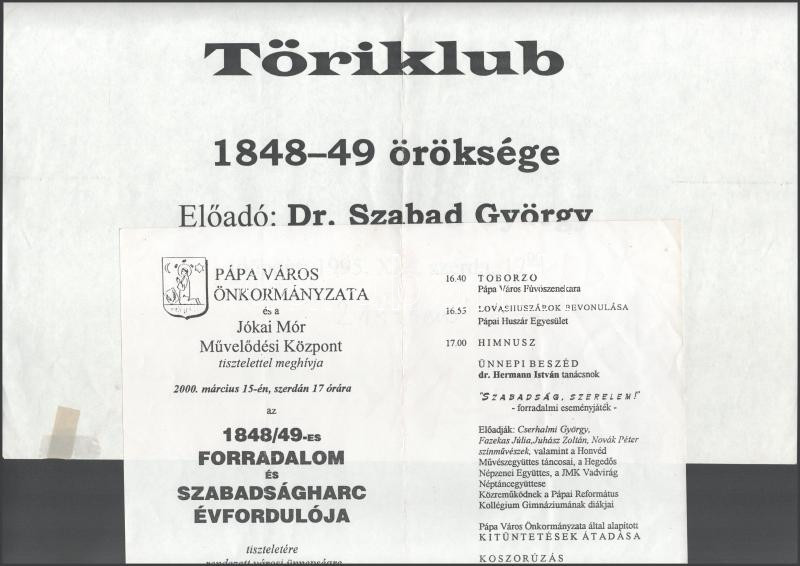 Töriklub
1848–49 öröksége
Előadó: Dr. Szabad György
1995. X
PÁPA VÁROS
ÖNKORMÁNYZATA
és a
Jókai Mór
Művelődési Központ
tisztelettel meghívja
2000. március 15-én, szerdán 17 órára
az
1848/49-ES
FORRADALOM
ÉS
SZABADSÁGHARC
ÉVFORDULÓJA
tiszteletére
rendezett városi ünnepségre
16.40 TOBORZÓ
Pápa Város Fúvószenekara
16.55 LOVASHUSZÁROK BEVONULÁSA
Pápai Huszár Egyesület
17.00 HIMNUSZ
ÜNNEPI BESZÉD
dr. Hermann István tanácsnok
"SZABADSÁG, SZERELEM!"
- forradalmi eseményjáték -
Előadják: Cserhalmi György,
Fazekas Júlia, Juhász Zoltán, Novák Péter
színművészek, valamint a Honvéd
Művészegyüttes táncosai, a Hegedős
Népzenei Együttes, a JMK Vadvirág
Néptáncegyüttese
Közreműködnek a Pápai Református
Kollégium Gimnáziumának diákjai
Pápa Város Önkormányzata által alapított
KITÜNTETÉSEK ÁTADÁSA
KOSZORÚZÁS